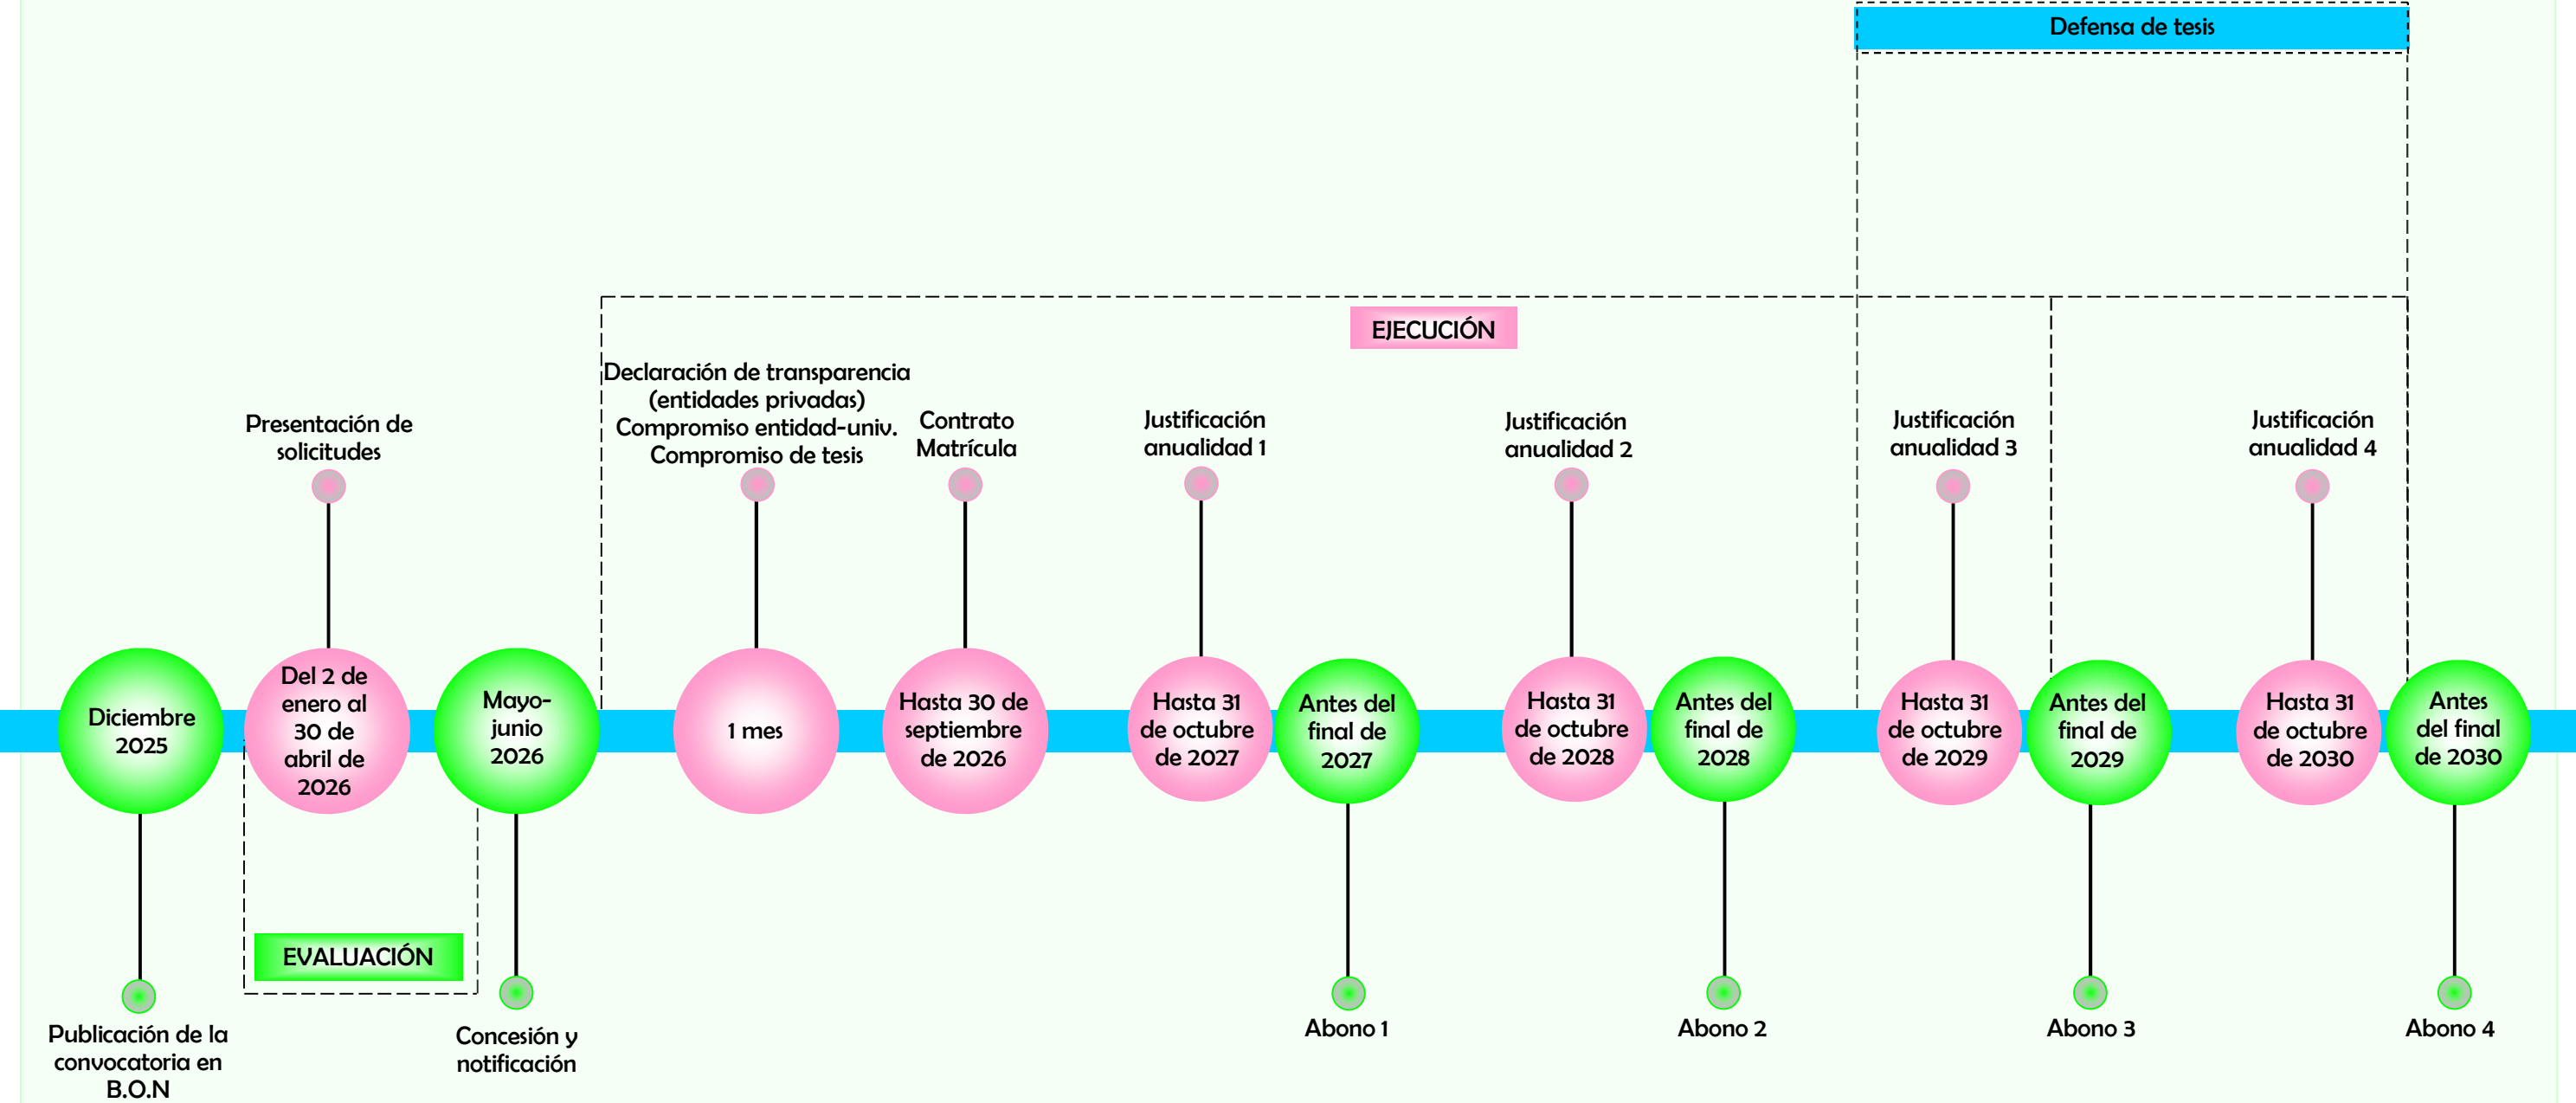 Defensa de tesis
EJECUCIÓN
Presentación de
solicitudes
Declaración de transparencia
(entidades privadas)
Compromiso entidad-univ.
Compromiso de tesis
Contrato
Matrícula
Justificación
anualidad 1
Justificación
anualidad 2
Justificación
anualidad 3
Justificación
anualidad 4
Diciembre
2025
Del 2 de
enero al
30 de
abril de
2026
Mayo-
junio
2026
1 mes
Hasta 30 de
septiembre
de 2026
Hasta 31
de octubre
de 2027
Antes del
final de
2027
Hasta 31
de octubre
de 2028
Antes del
final de
2028
Hasta 31
de octubre
de 2029
Antes del
final de
2029
Hasta 31
de octubre
de 2030
Antes
del final
de 2030
EVALUACIÓN
Publicación de la
convocatoria en
B.O.N
Concesión y
notificación
Abono 1
Abono 2
Abono 3
Abono 4